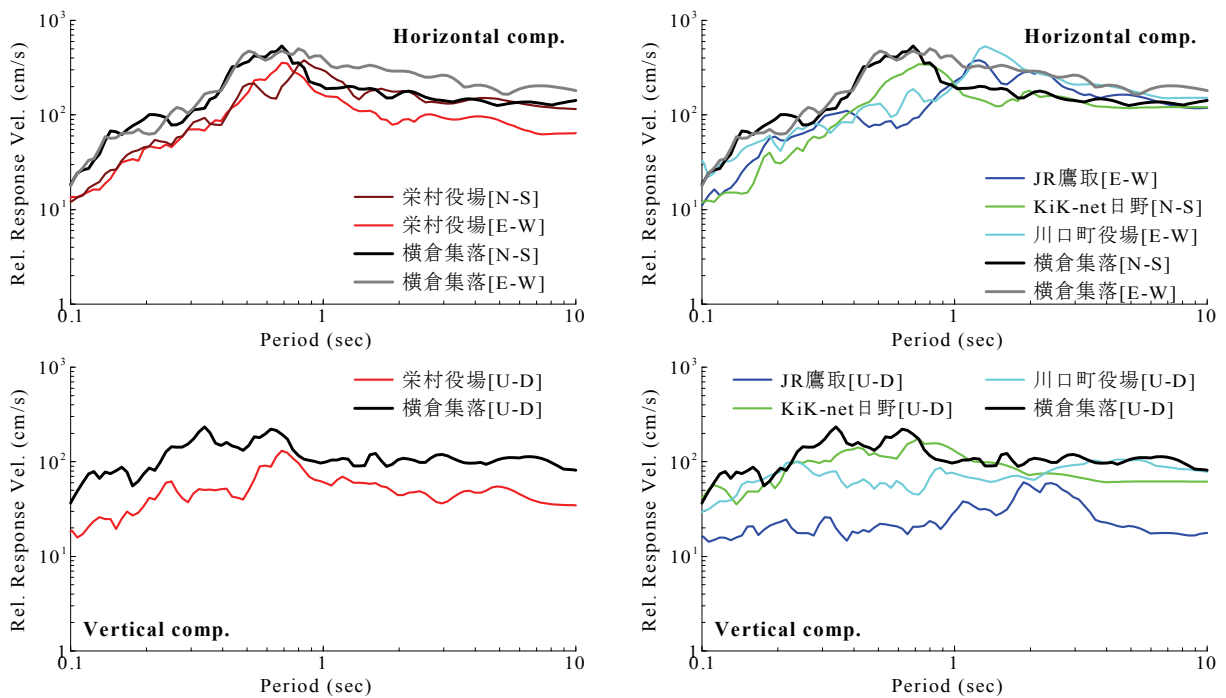 Rel. Response Vel. (cm/s)
10³
10²
10¹
1
0.1
1
10
Period (sec)
Horizontal comp.
栄村役場[N-S]
栄村役場[E-W]
横倉集落[N-S]
横倉集落[E-W]
Rel. Response Vel. (cm/s)
10³
10²
10¹
1
0.1
1
10
Period (sec)
Horizontal comp.
JR鷹取[E-W]
KiK-net日野[N-S]
川口町役場[E-W]
横倉集落[N-S]
横倉集落[E-W]
Rel. Response Vel. (cm/s)
10³
10²
10¹
1
0.1
1
10
Period (sec)
栄村役場[U-D]
横倉集落[U-D]
Vertical comp.
Rel. Response Vel. (cm/s)
10³
10²
10¹
1
0.1
1
10
Period (sec)
JR鷹取[U-D]
KiK-net日野[U-D]
川口町役場[U-D]
横倉集落[U-D]
Vertical comp.